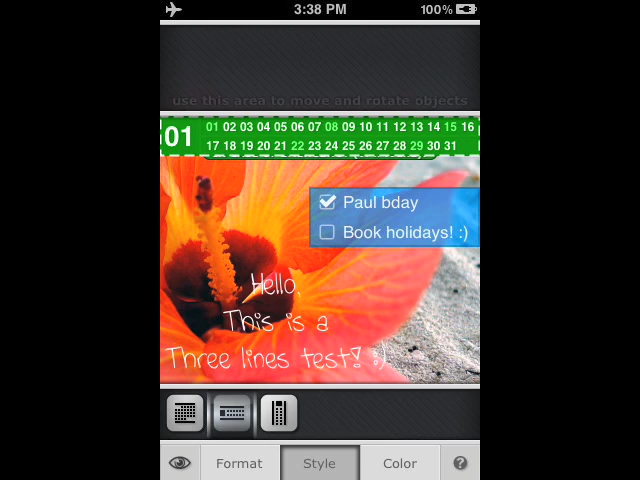 3:38 PM 100%
use this area to move and rotate objects
01
01 02 03 04 05 06 07 08 09 10 11 12 13 14 15 16
17 18 19 20 21 22 23 24 25 26 27 28 29 30 31
Paul bday
Book holidays! :)
Hello,
This is a
Three lines test! :)
Format Style Color ?